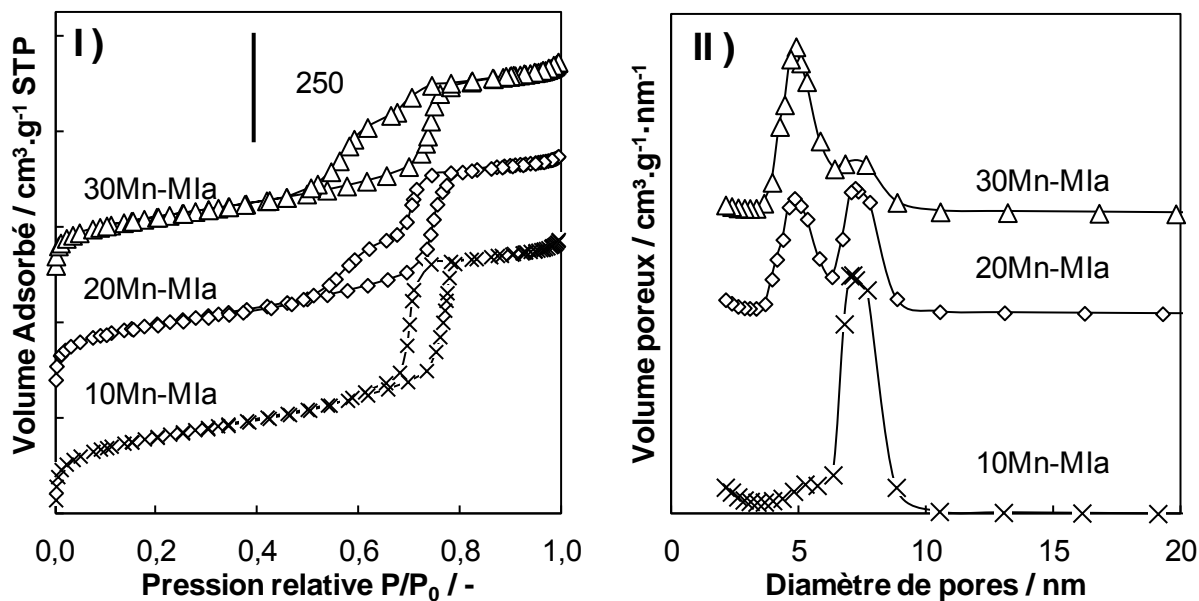 I )
250
30Mn-MIa
20Mn-MIa
10Mn-MIa
0,0 0,2 0,4 0,6 0,8 1,0
Pression relative P/P₀ / -
Volume Adsorbé / cm³.g⁻¹ STP
II )
30Mn-MIa
20Mn-MIa
10Mn-MIa
0 5 10 15 20
Diamètre de pores / nm
Volume poreux / cm³.g⁻¹·nm⁻¹